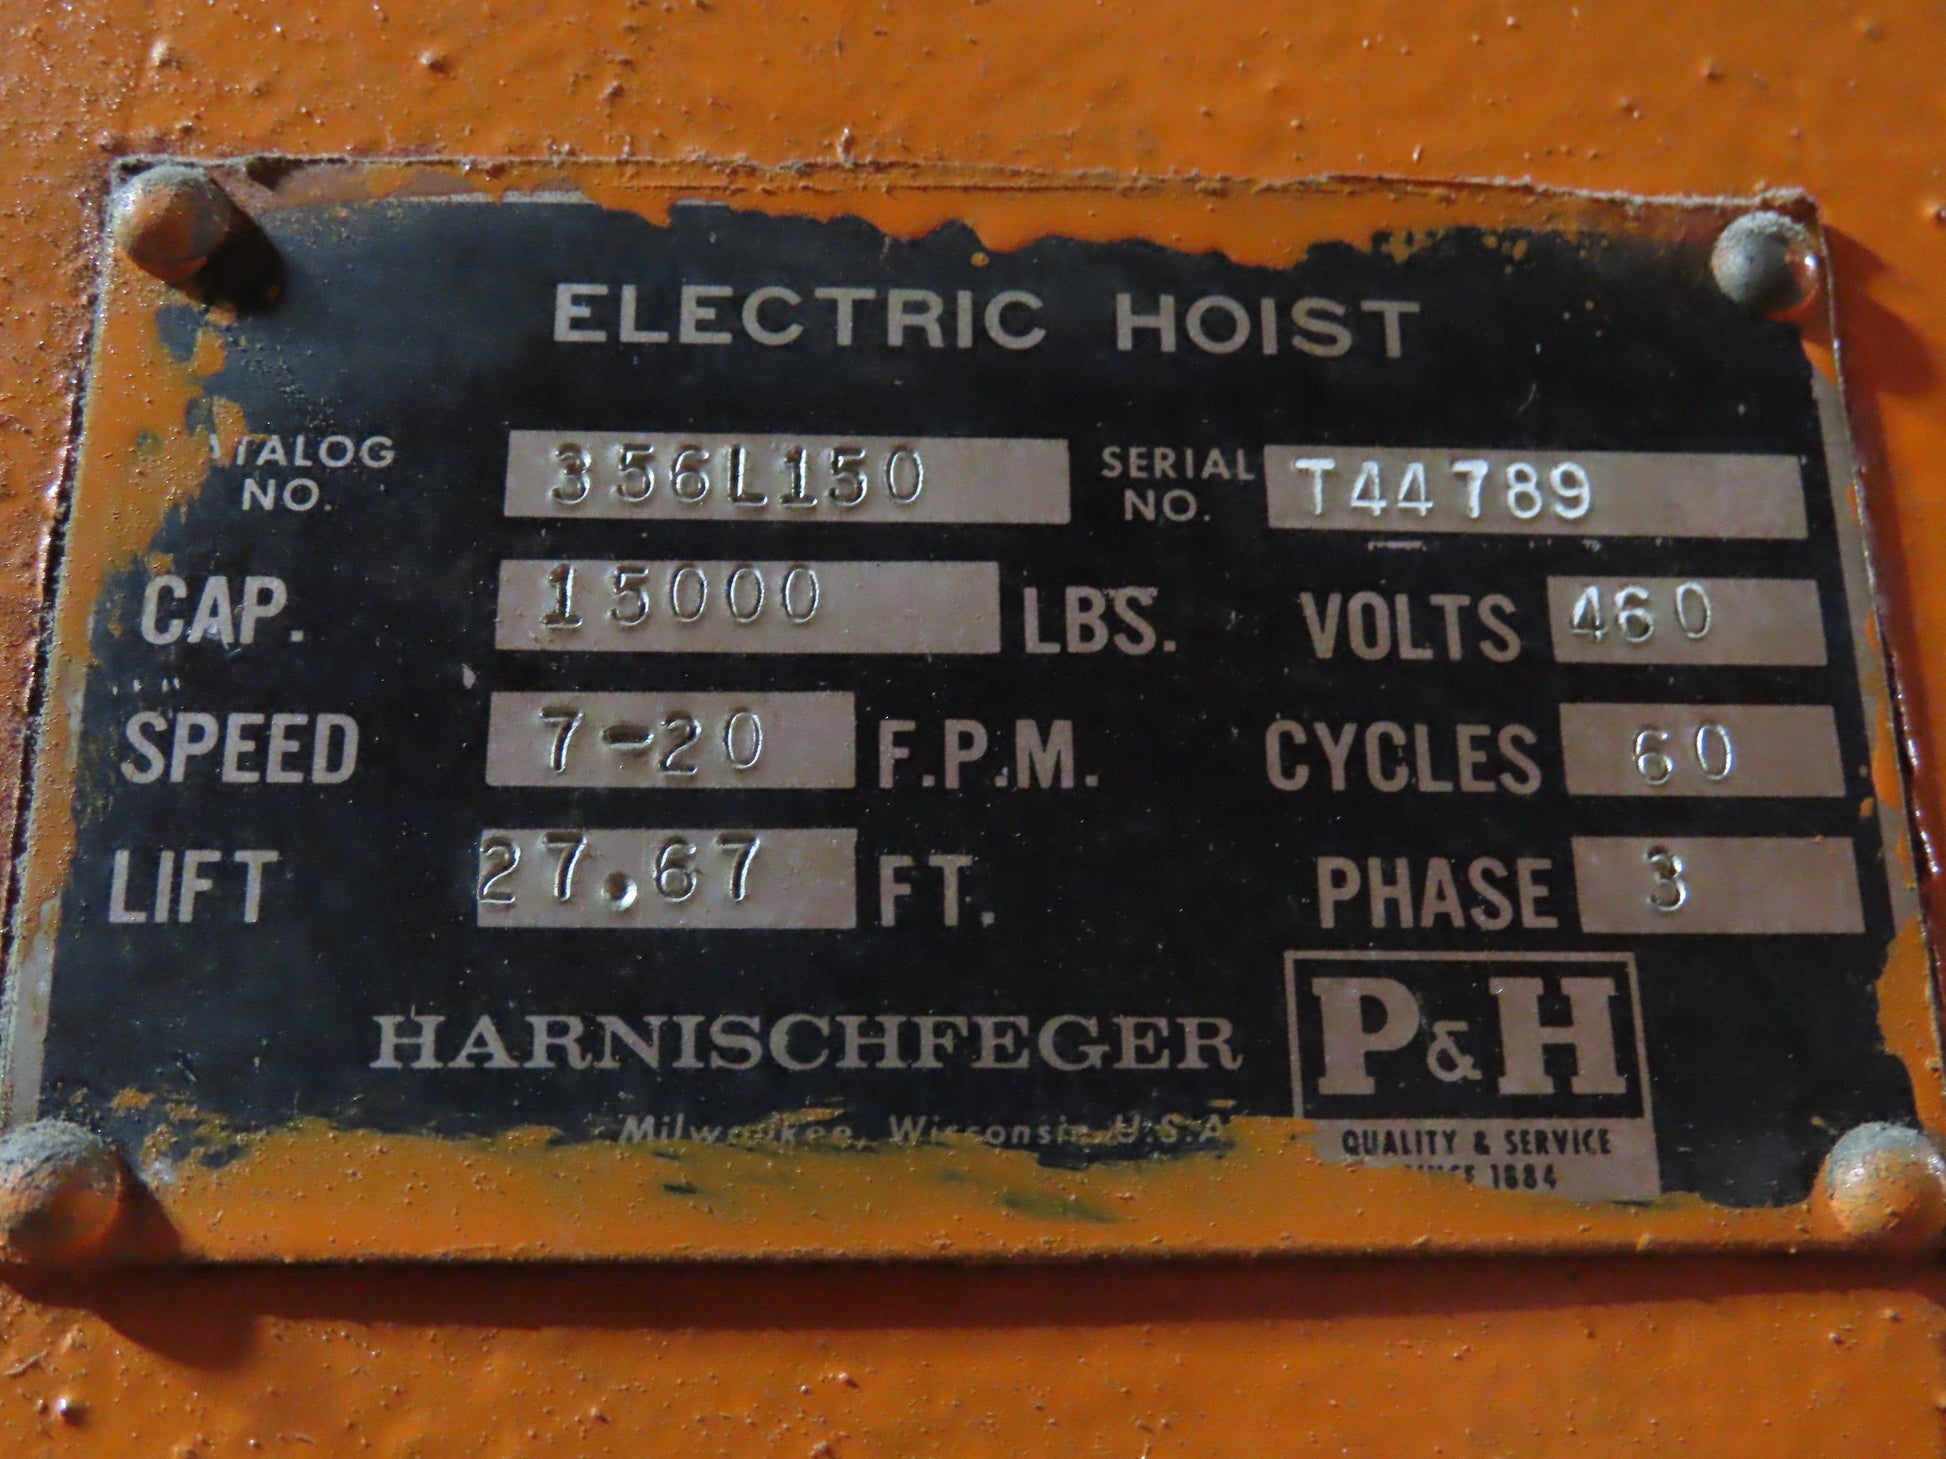 ELECTRIC HOIST
ATALOG NO. 356L150 SERIAL NO. T44789
CAP. 15000 LBS. VOLTS 460
SPEED 7-20 F.P.M. CYCLES 60
LIFT 27.67 FT. PHASE 3
HARNISCHFEGER P&H
Milwaukee, Wisconsin U.S.A
QUALITY & SERVICE
SINCE 1884